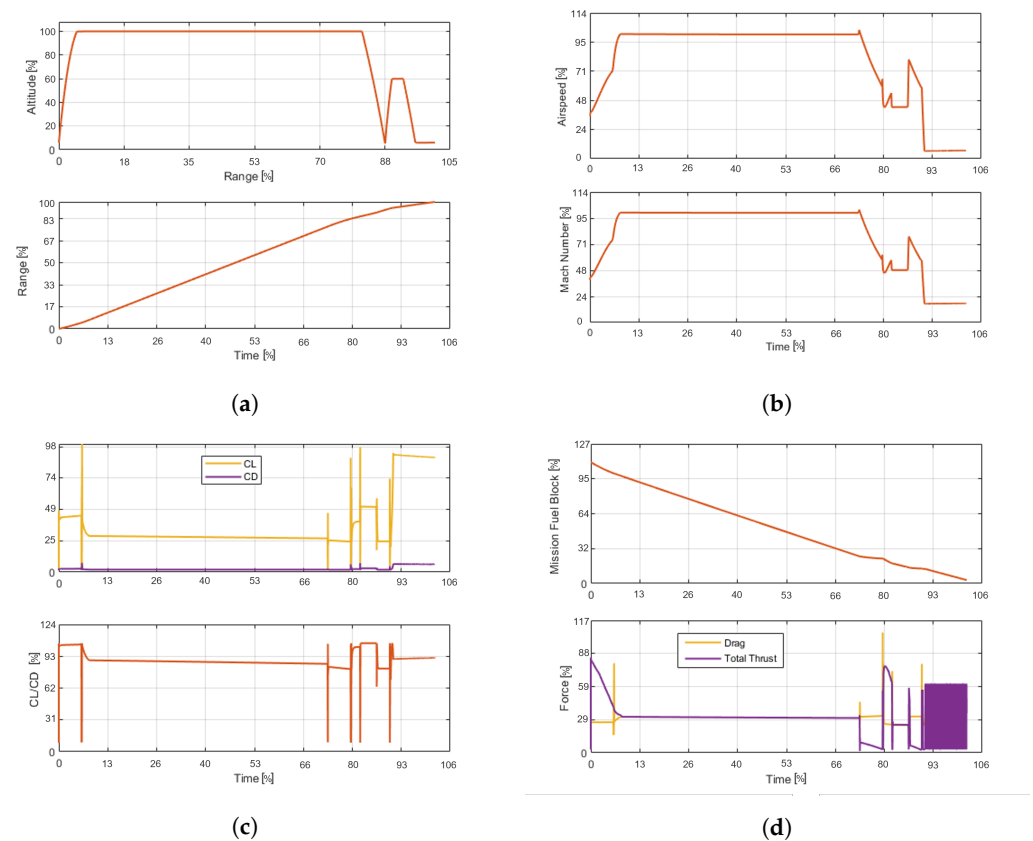 100
80
60
40
20
0
Altitude [%]
0 18 35 53 70 88 105
Range [%]
100
83
67
50
33
17
0
Range [%]
0 13 26 40 53 66 80 93 106
Time [%]
(a)
114
95
71
48
24
0
Airspeed [%]
0 13 26 40 53 66 80 93 106
114
95
71
48
24
0
Mach Number [%]
0 13 26 40 53 66 80 93 106
Time [%]
(b)
98
74
49
25
0
CL
CD
0 13 26 40 53 66 80 93 106
124
93
62
31
0
CL/CD [%]
0 13 26 40 53 66 80 93 106
Time [%]
(c)
127
95
64
32
0
Mission Fuel Block [%]
0 13 26 40 53 66 80 93 106
117
88
59
29
0
Force [%]
Drag
Total Thrust
0 13 26 40 53 66 80 93 106
Time [%]
(d)